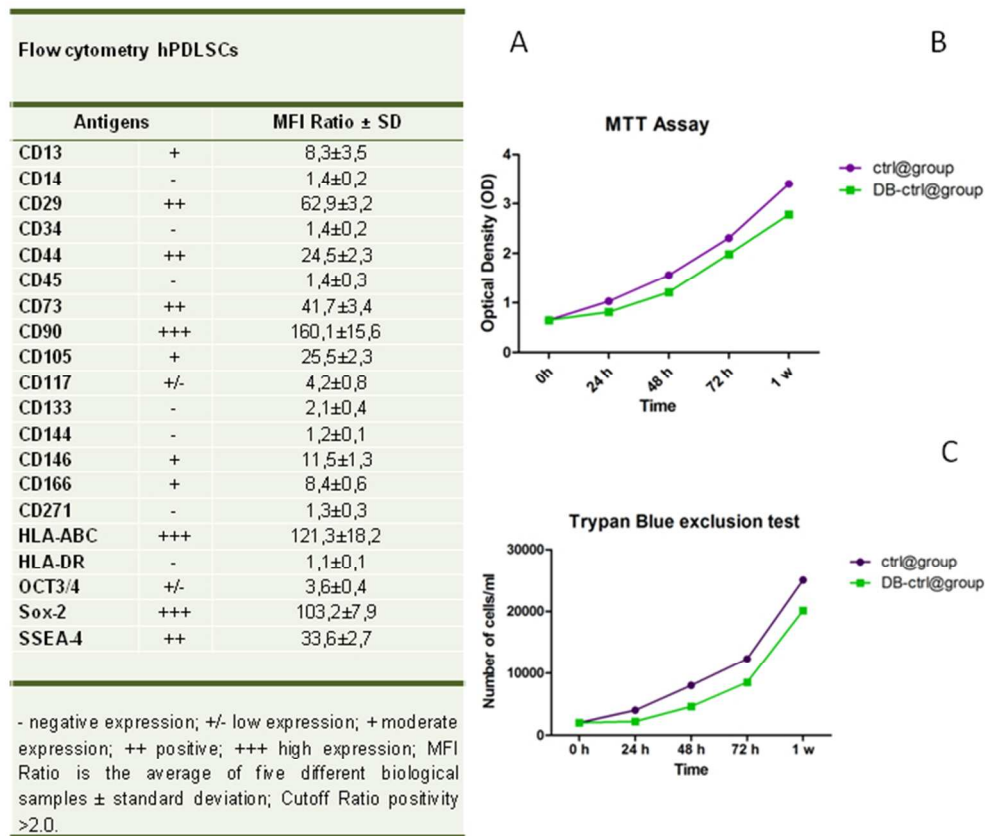 Flow cytometry hPDLSCs
Antigens MFI Ratio ± SD
CD13 + 8,3±3,5
CD14 - 1,4±0,2
CD29 ++ 62,9±3,2
CD34 - 1,4±0,2
CD44 ++ 24,5±2,3
CD45 - 1,4±0,3
CD73 ++ 41,7±3,4
CD90 +++ 160,1±15,6
CD105 + 25,5±2,3
CD117 +/- 4,2±0,8
CD133 - 2,1±0,4
CD144 - 1,2±0,1
CD146 + 11,5±1,3
CD166 + 8,4±0,6
CD271 - 1,3±0,3
HLA-ABC +++ 121,3±18,2
HLA-DR - 1,1±0,1
OCT3/4 +/- 3,6±0,4
Sox-2 +++ 103,2±7,9
SSEA-4 ++ 33,6±2,7
- negative expression; +/- low expression; + moderate
expression; ++ positive; +++ high expression; MFI
Ratio is the average of five different biological
samples ± standard deviation; Cutoff Ratio positivity
>2.0.
A
B
MTT Assay
ctrl@group
DB-ctrl@group
Optical Density (OD)
4
3
2
1
0
0h 24 h 48 h 72 h 1 w
Time
C
Trypan Blue exclusion test
ctrl@group
DB-ctrl@group
Number of cells/ml
30000
20000
10000
0
0 h 24 h 48 h 72 h 1 w
Time